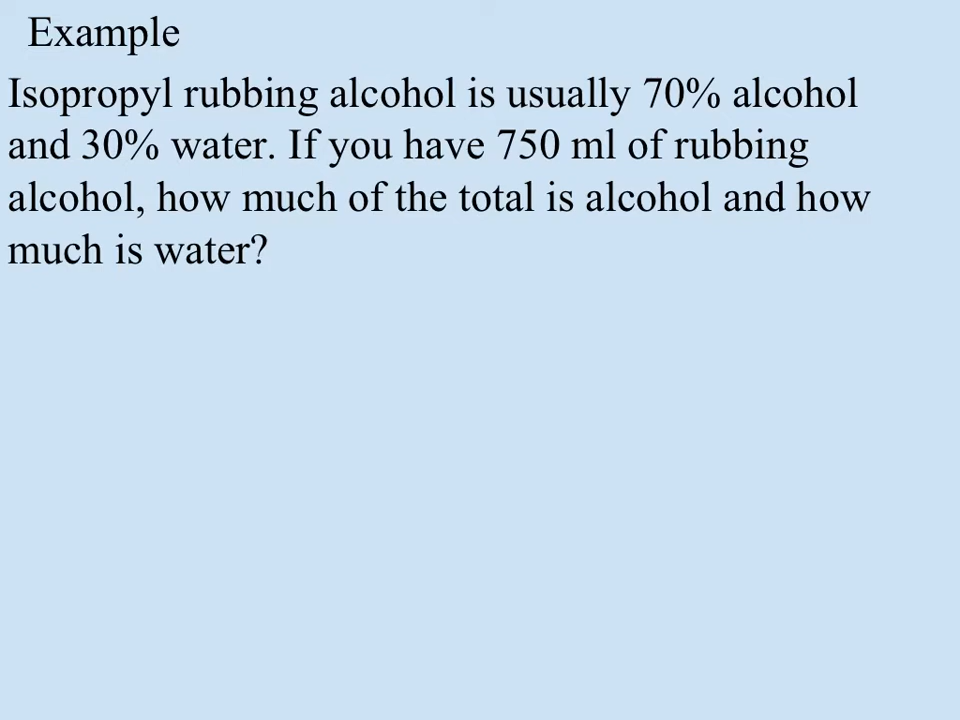 Example
Isopropyl rubbing alcohol is usually 70% alcohol
and 30% water. If you have 750 ml of rubbing
alcohol, how much of the total is alcohol and how
much is water?